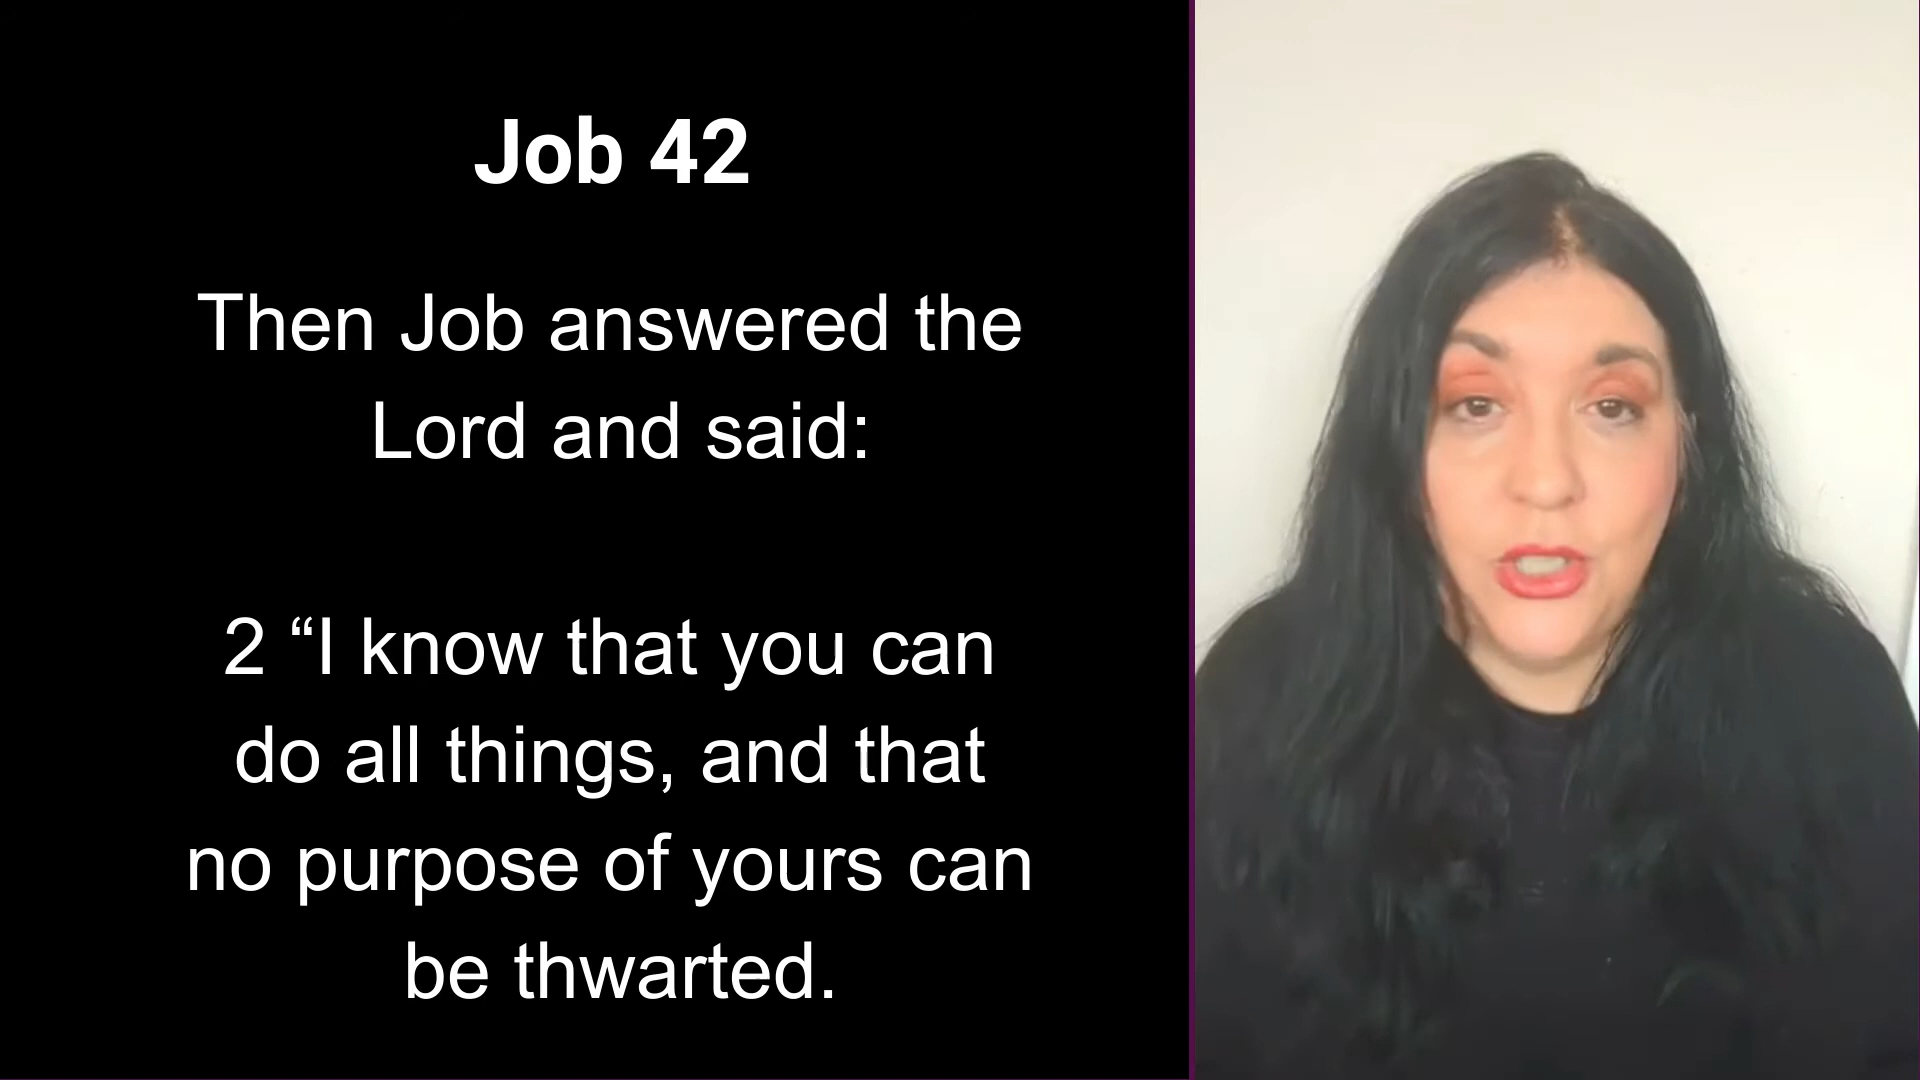 Job 42
Then Job answered the
Lord and said:
2 “I know that you can
do all things, and that
no purpose of yours can
be thwarted.